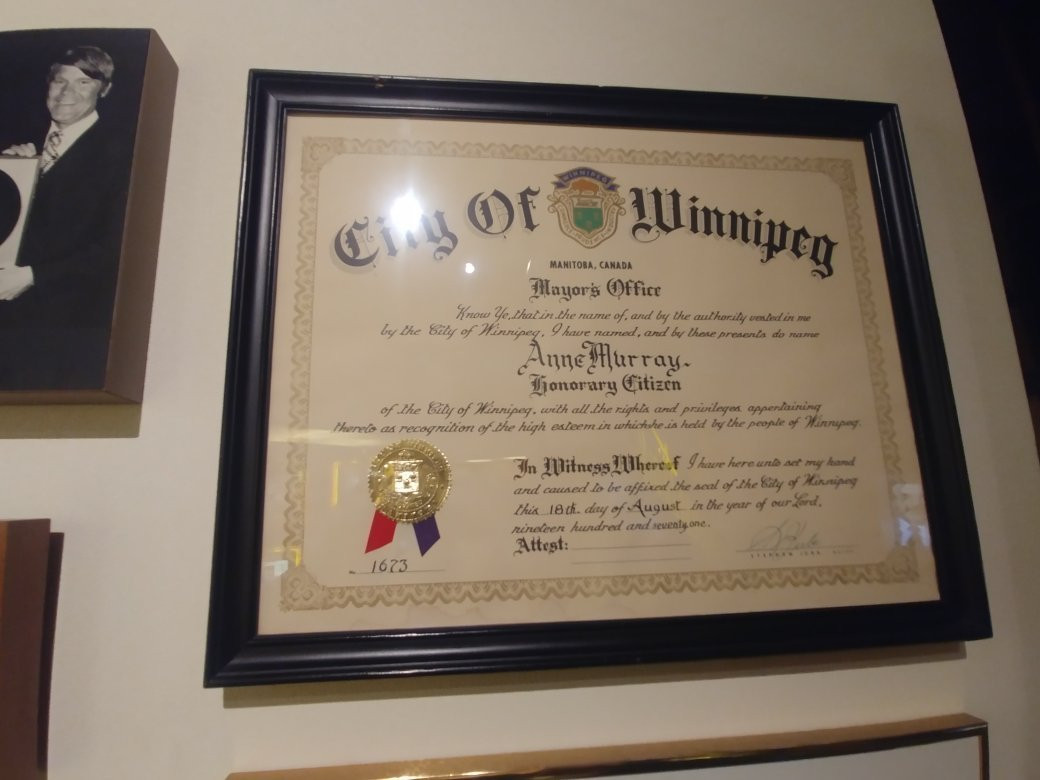 City Of Winnipeg
WINNIPEG
MANITOBA, CANADA
Mayor's Office
Know Ye, that in the name of, and by the authority vested in me
by the City of Winnipeg, I have named, and by these presents do name
Anne Murray.
Honorary Citizen
of the City of Winnipeg, with all the rights and privileges appertaining
thereto as recognition of the high esteem in which she is held by the people of Winnipeg.
In Witness Whereof I have here unto set my hand
and caused to be affixed the seal of the City of Winnipeg
this 18th day of August in the year of our Lord,
nineteen hundred and seventy one.
Attest:
1673